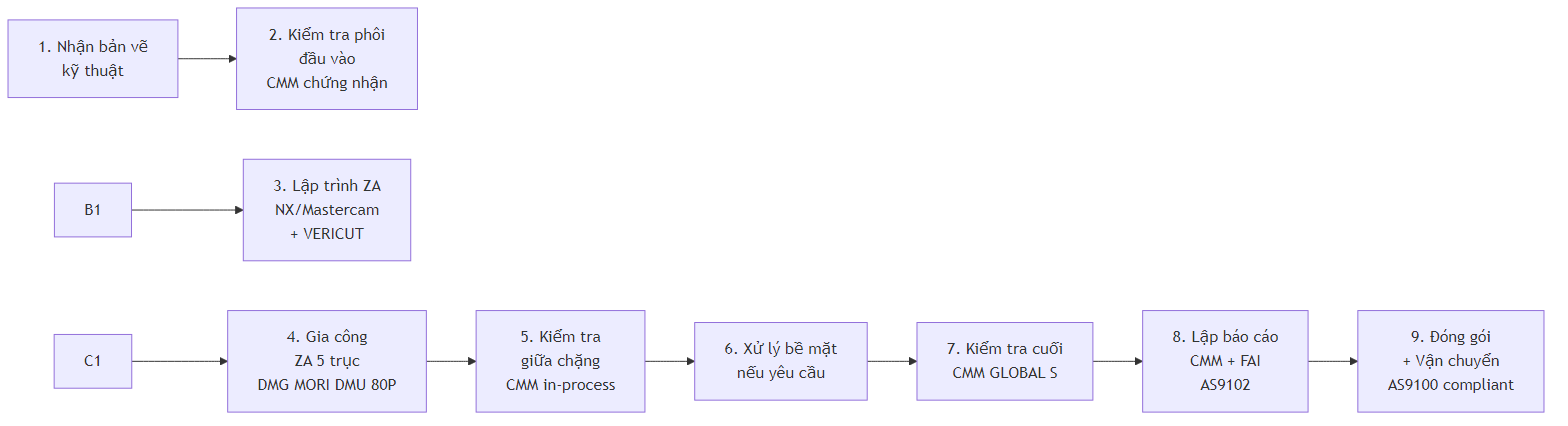 1. Nhận bản vẽ
kỹ thuật
2. Kiểm tra phôi
đầu vào
CMM chứng nhận
B1
3. Lập trình ZA
NX/Mastercam
+ VERICUT
C1
4. Gia công
ZA 5 trục
DMG MORI DMU 80P
5. Kiểm tra
giữa chặng
CMM in-process
6. Xử lý bề mặt
nếu yêu cầu
7. Kiểm tra cuối
CMM GLOBAL S
8. Lập báo cáo
CMM + FAI
AS9102
9. Đóng gói
+ Vận chuyển
AS9100 compliant